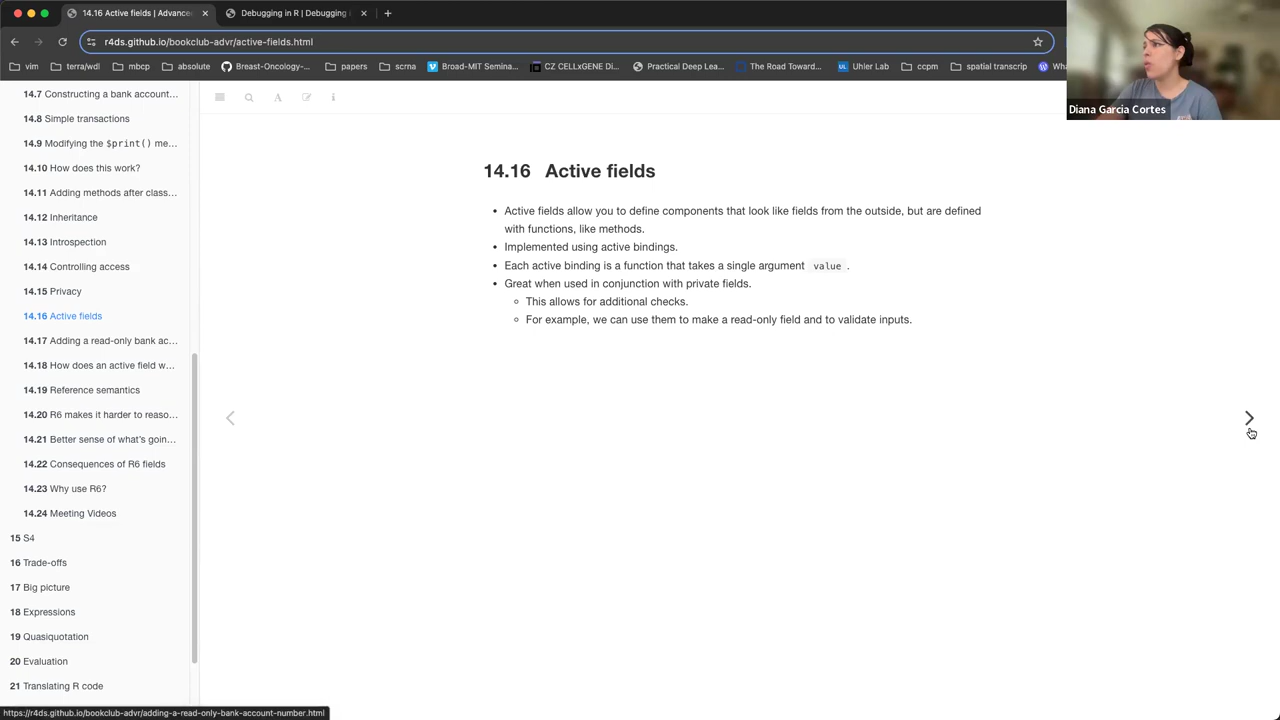 14.16 Active fields | Advanc
Debugging in R | Debugging
r4ds.github.io/bookclub-advr/active-fields.html
vim
terra/wdl
mbcp
absolute
Breast-Oncology-...
papers
scrna
Broad-MIT Semina...
CZ CELLxGENE Di...
Practical Deep Lea...
The Road Toward...
Uhler Lab
ccpm
spatial transcrip
Wha
Diana Garcia Cortes
14.7 Constructing a bank account…
14.8 Simple transactions
14.9 Modifying the $print() me…
14.10 How does this work?
14.11 Adding methods after class…
14.12 Inheritance
14.13 Introspection
14.14 Controlling access
14.15 Privacy
14.16 Active fields
14.17 Adding a read-only bank ac…
14.18 How does an active field w…
14.19 Reference semantics
14.20 R6 makes it harder to reaso…
14.21 Better sense of what's goin…
14.22 Consequences of R6 fields
14.23 Why use R6?
14.24 Meeting Videos
15 S4
16 Trade-offs
17 Big picture
18 Expressions
19 Quasiquotation
20 Evaluation
21 Translating R code
14.16 Active fields
• Active fields allow you to define components that look like fields from the outside, but are defined
with functions, like methods.
• Implemented using active bindings.
• Each active binding is a function that takes a single argument value .
• Great when used in conjunction with private fields.
◦ This allows for additional checks.
◦ For example, we can use them to make a read-only field and to validate inputs.
https://r4ds.github.io/bookclub-advr/adding-a-read-only-bank-account-number.html